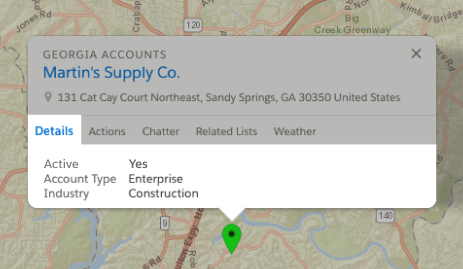 Jones Rd
120
Big
Creek Greenway
Kimball Bridge
GEORGIA ACCOUNTS
Martin's Supply Co.
131 Cat Cay Court Northeast, Sandy Springs, GA 30350 United States
Details Actions Chatter Related Lists Weather
Active Yes
Account Type Enterprise
Industry Construction
9
140